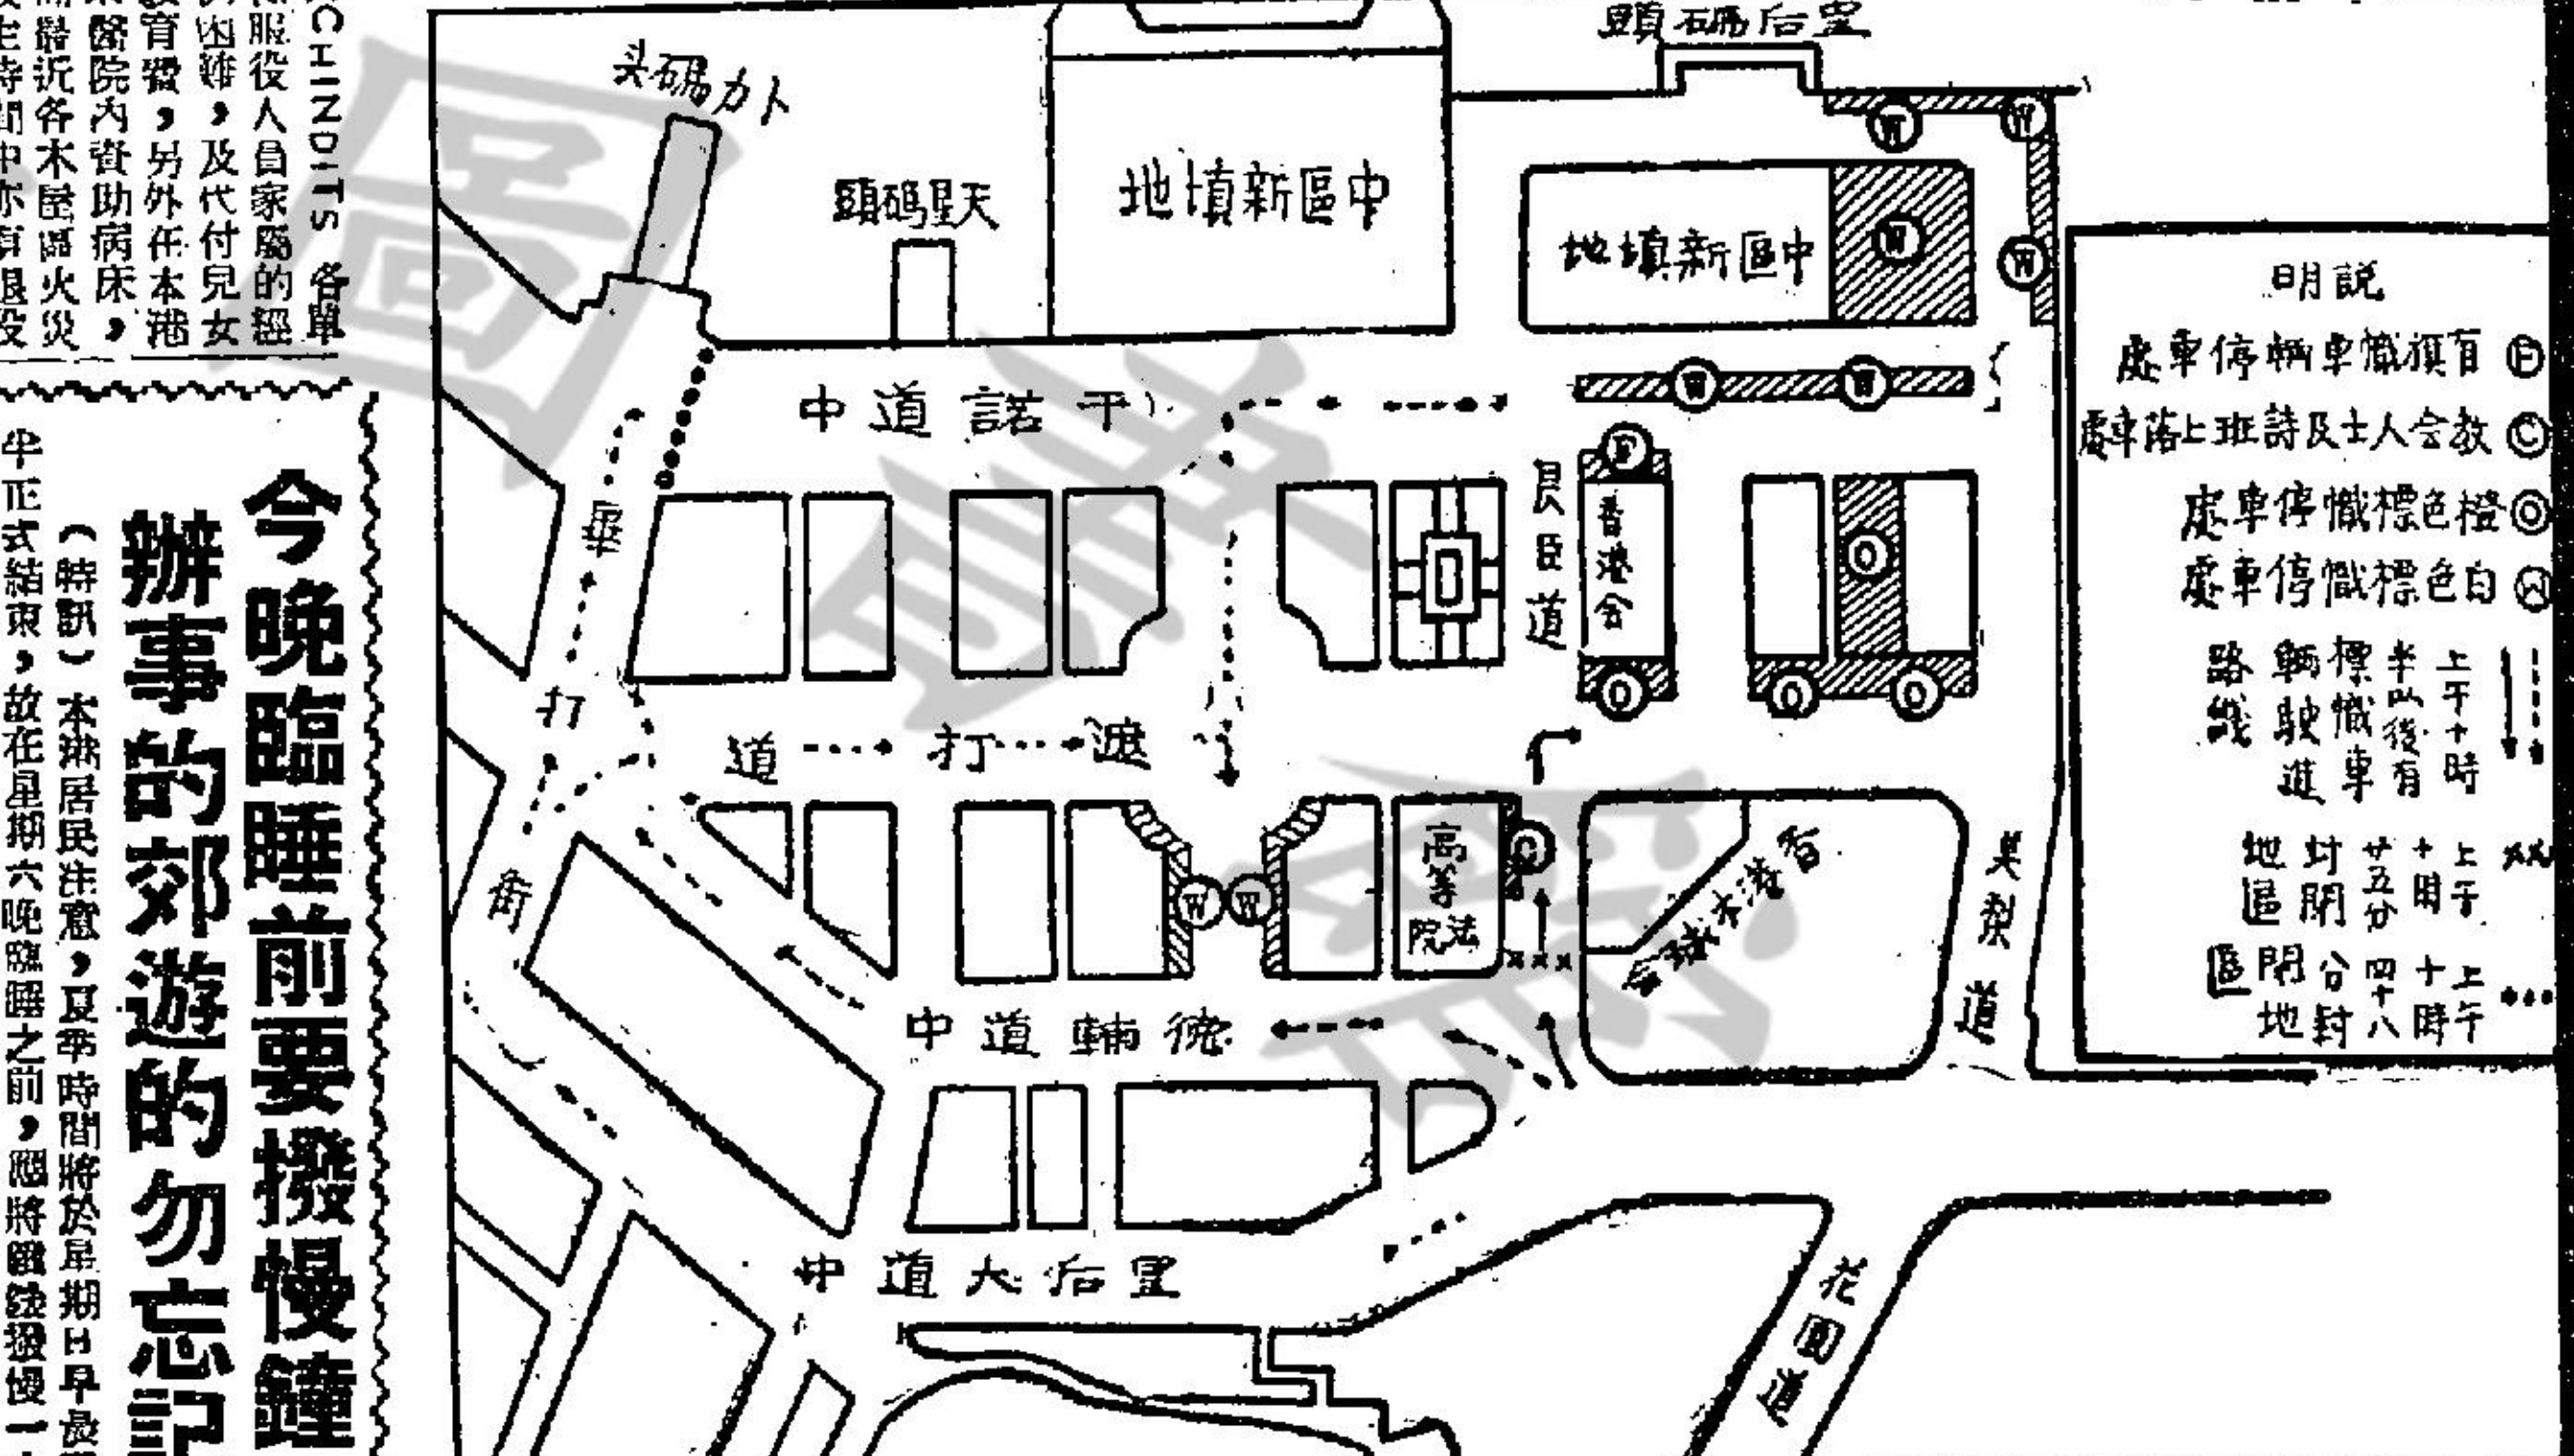 CHINDITS 各單
服役人員家屬的經
困難，及代付兒女
教育費，另外在本港
醫院內資助病床，
近各木屋區火災
今晚臨睡前要撥慢鐘
辦事的郊遊的勿忘記
（特訊）本港居民注意，夏季時間將於星期日早晨
半正式結束，故在星期六晚臨睡之前，應將時鐘撥慢一
皇后碼頭
卜力碼头
天星碼頭
中區新填地
中區新填地
W
W
W
W
W
W
干諾道中
畢打街
F
香港会
昃臣道
O
O
O
O
遮打道
高等法院
C
W
W
香港木球会
美梨道
德輔道中
皇后大道中
花園道
説明
F 有旗幟車輛停車處
C 教会人士及詩班上落車處
O 橙色標幟停車處
W 白色標幟停車處
上午十時
半以後有
標幟車
輛駛進
路綫
上午
十時
廿五分
封閉
地區
上午
十時
四十八
分封
閉地
區
圖書館